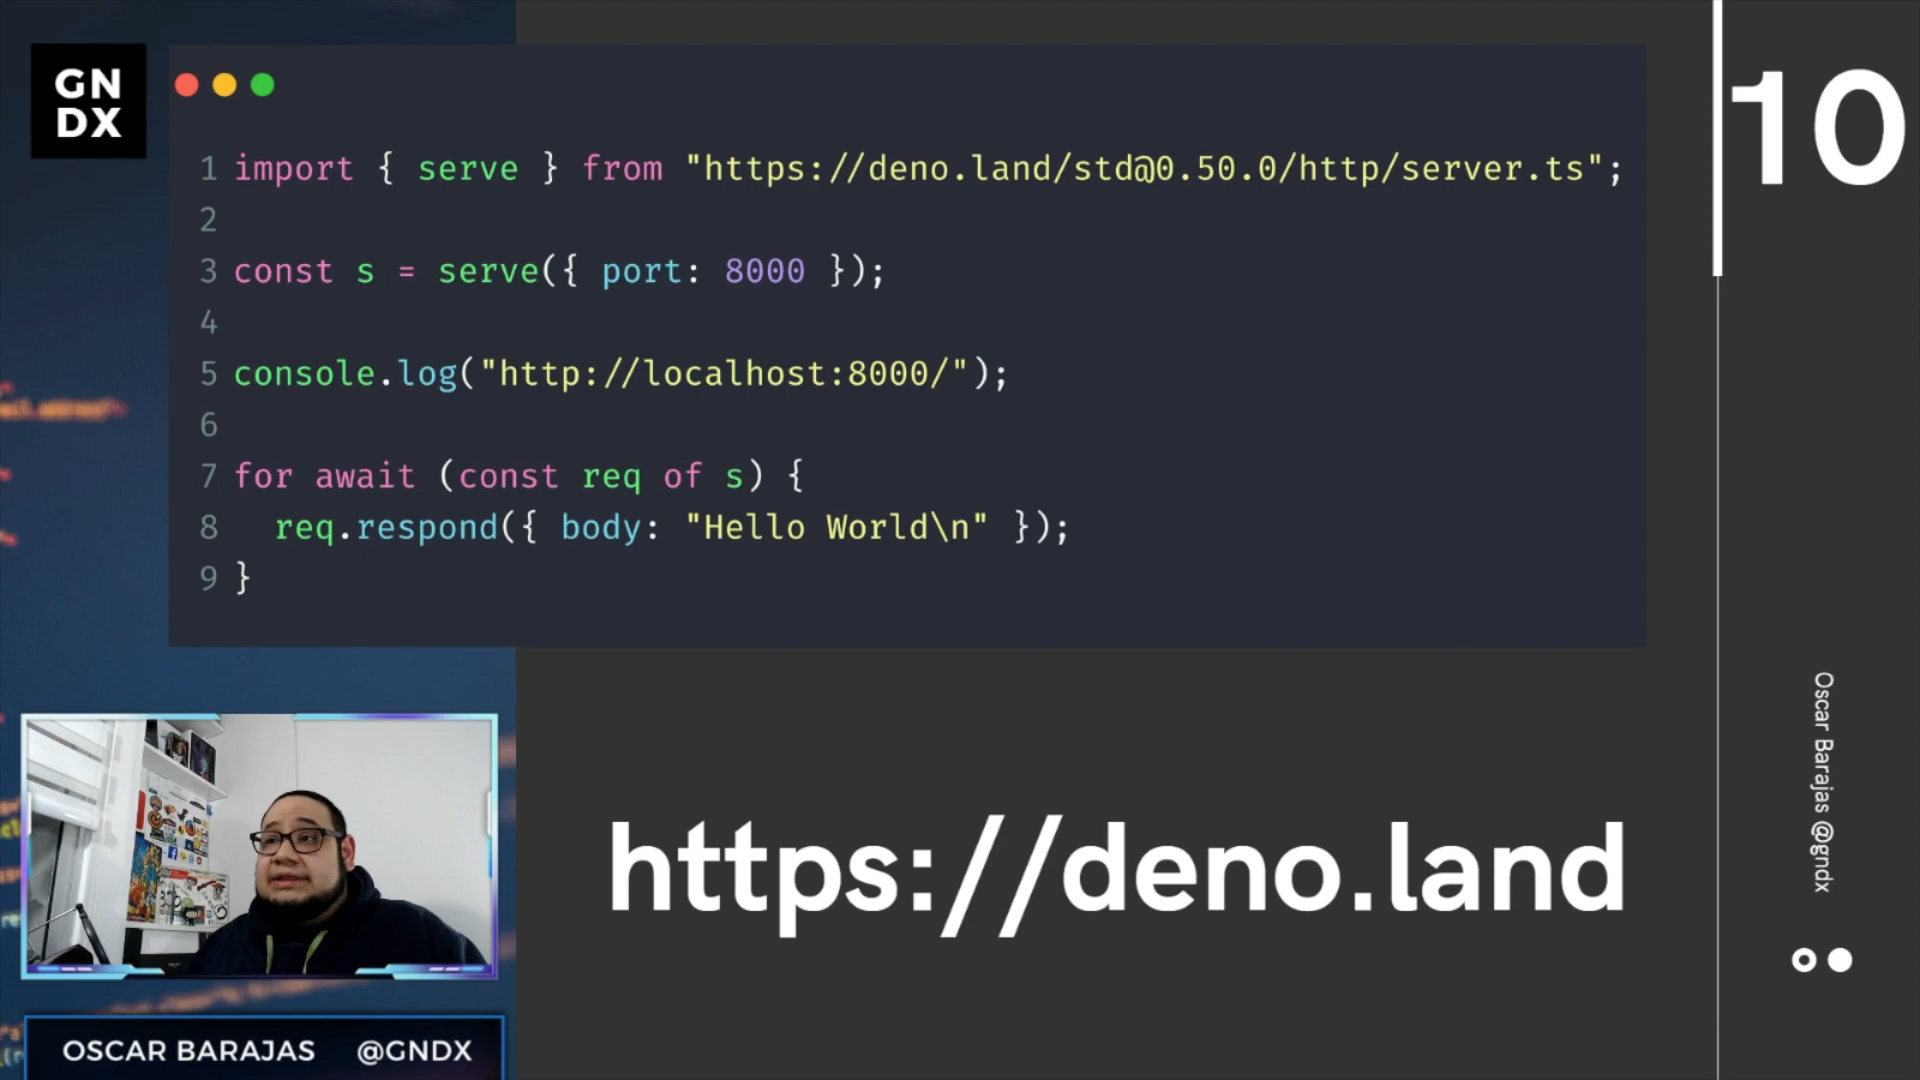 GN
DX
1 import { serve } from "https://deno.land/std@0.50.0/http/server.ts";
2
3 const s = serve({ port: 8000 });
4
5 console.log("http://localhost:8000/");
6
7 for await (const req of s) {
8   req.respond({ body: "Hello World\n" });
9 }
10
https://deno.land
Oscar Barajas @gndx
OSCAR BARAJAS @GNDX